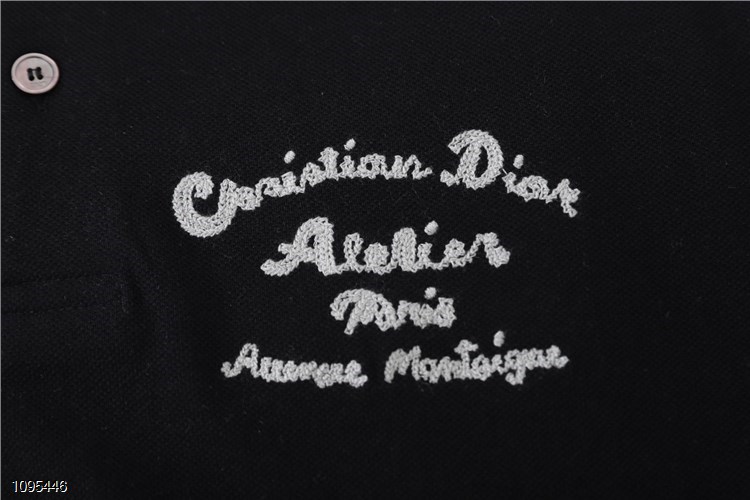 Christian Dior
Atelier
Paris
Avenue Montaigne
1095446